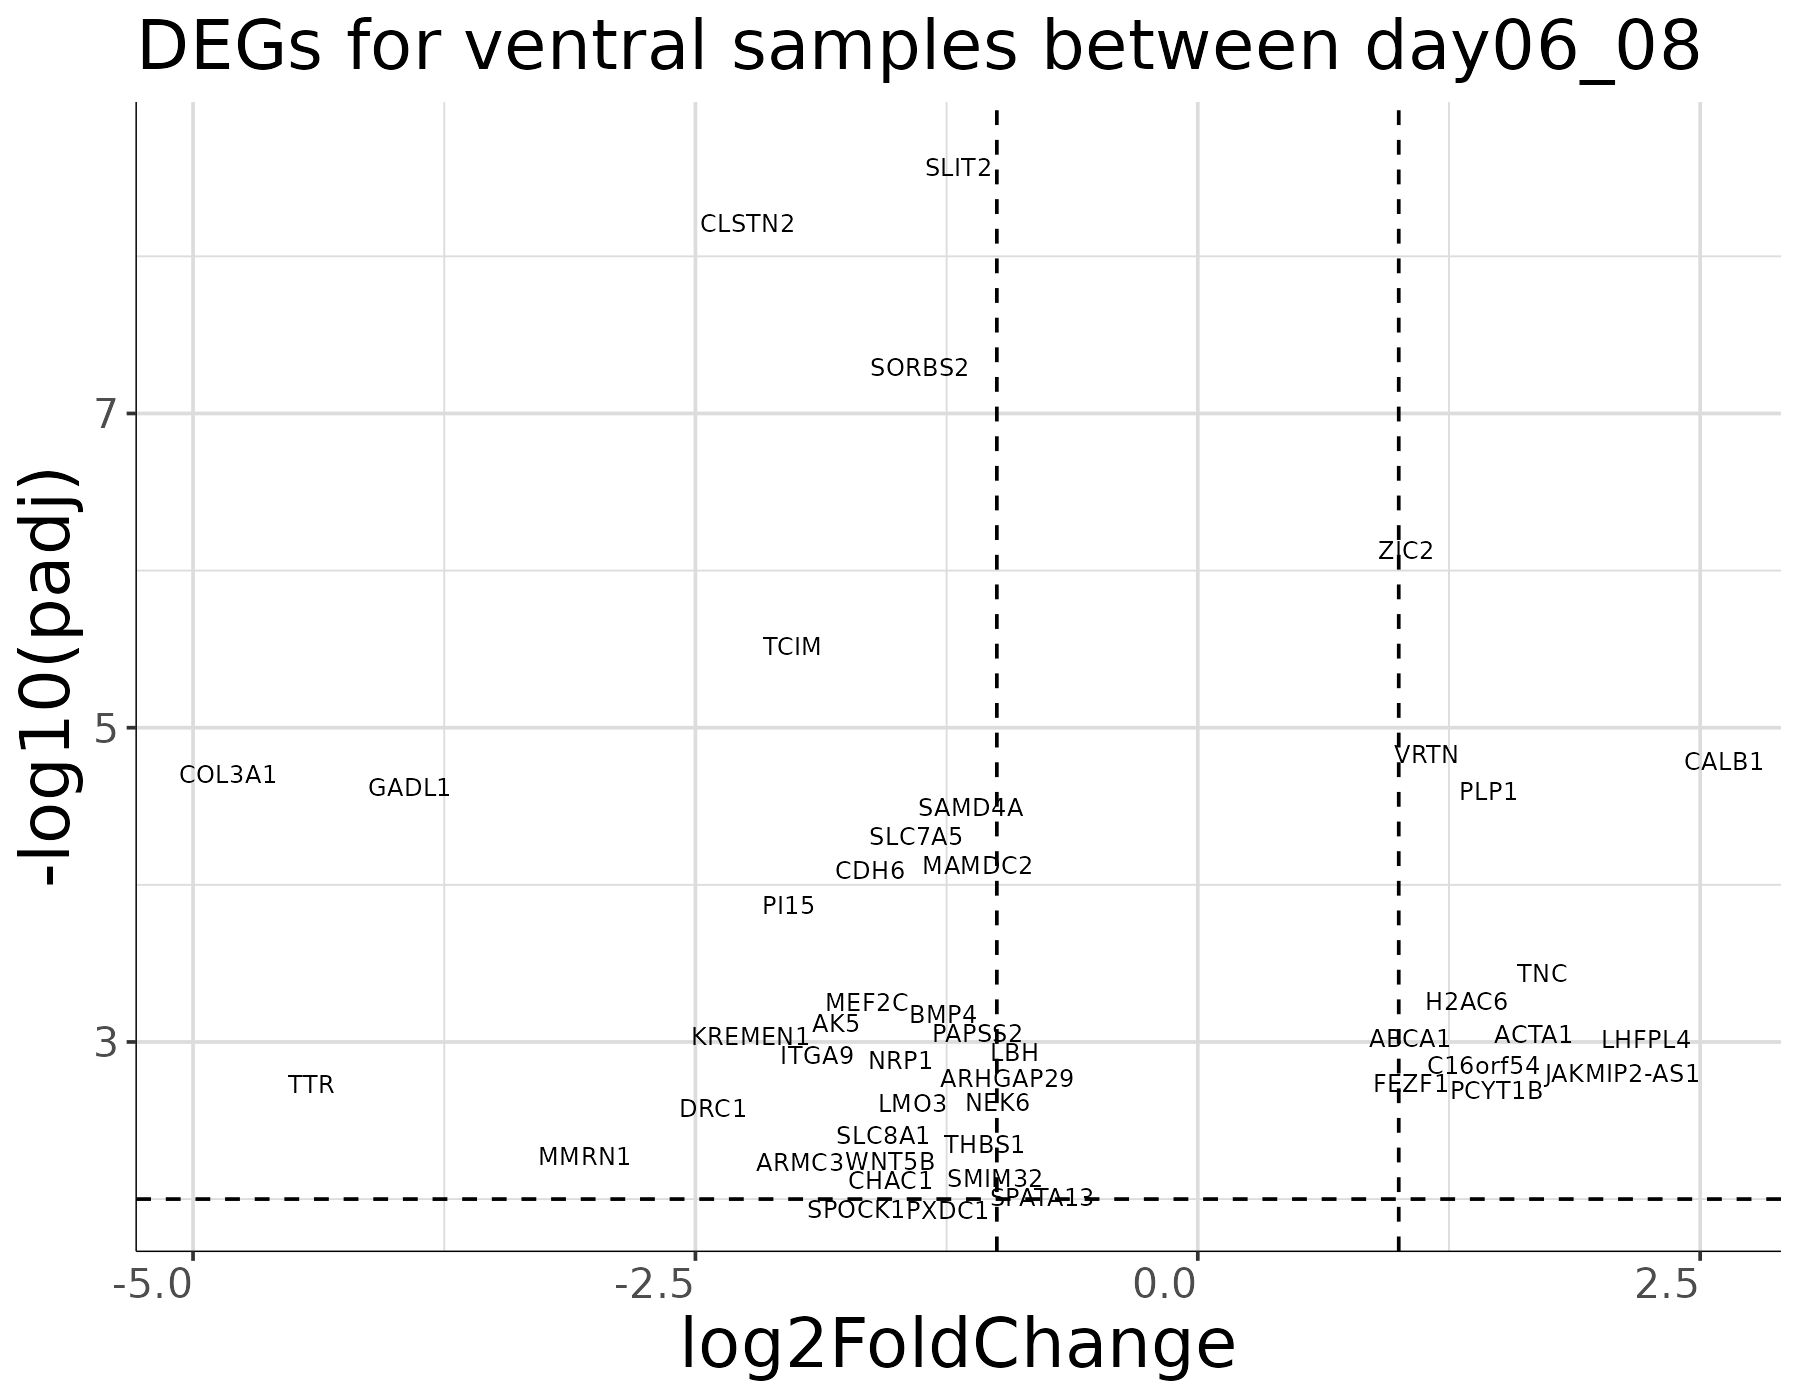 DEGs for ventral samples between day06_08
SLIT2
CLSTN2
SORBS2
7
ZIC2
TCIM
5
VRTN
CALB1
COL3A1
GADL1
PLP1
SAMD4A
SLC7A5
MAMDC2
CDH6
PI15
TNC
MEF2C
H2AC6
BMP4
AK5
PAPSS2
ACTA1
KREMEN1
ABCA1
LHFPL4
3
LBH
ITGA9
NRP1
C16orf54
JAKMIP2-AS1
ARHGAP29
TTR
FEZF1
PCYT1B
LMO3
NEK6
DRC1
SLC8A1
THBS1
MMRN1
ARMC3
WNT5B
CHAC1
SMIM32
SPATA13
SPOCK1
PXDC1
-5.0
-2.5
0.0
2.5
log2FoldChange
-log10(padj)